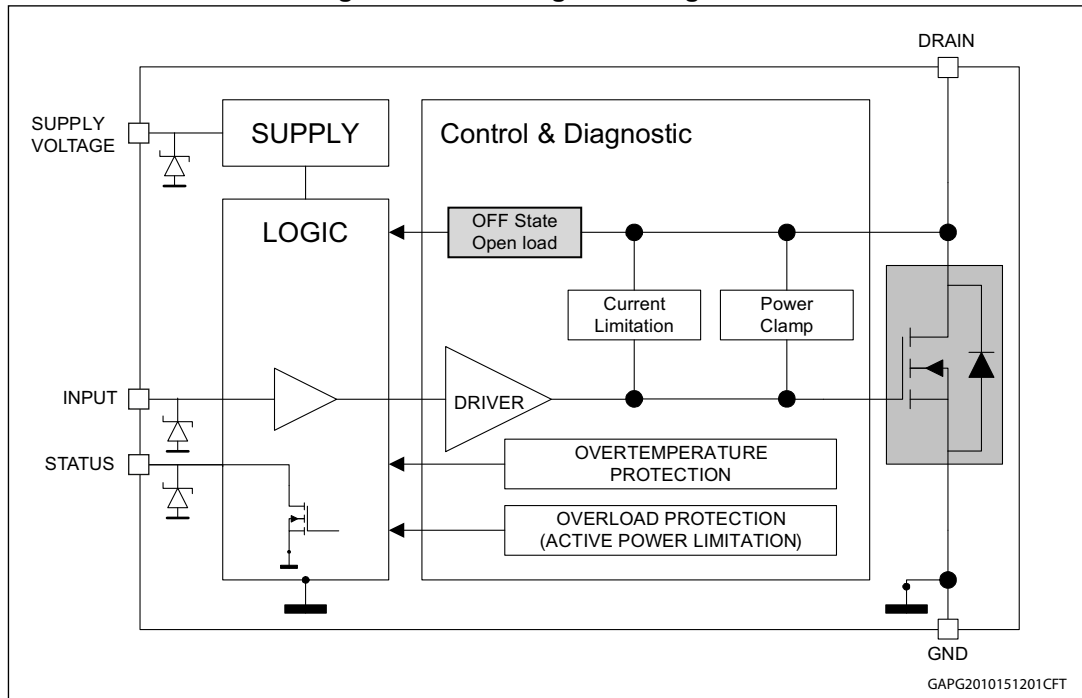 DRAIN
SUPPLY
VOLTAGE
SUPPLY
Control & Diagnostic
LOGIC
OFF State
Open load
Current
Limitation
Power
Clamp
INPUT
DRIVER
STATUS
OVERTEMPERATURE
PROTECTION
OVERLOAD PROTECTION
(ACTIVE POWER LIMITATION)
GND
GAPG2010151201CFT